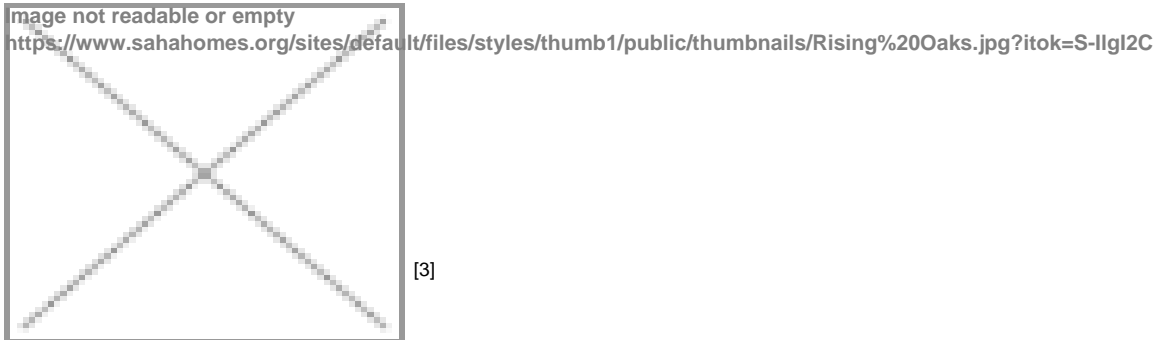 Image not readable or empty
https://www.sahahomes.org/sites/default/files/styles/thumb1/public/thumbnails/Rising%20Oaks.jpg?itok=S-IlgI2C
[3]